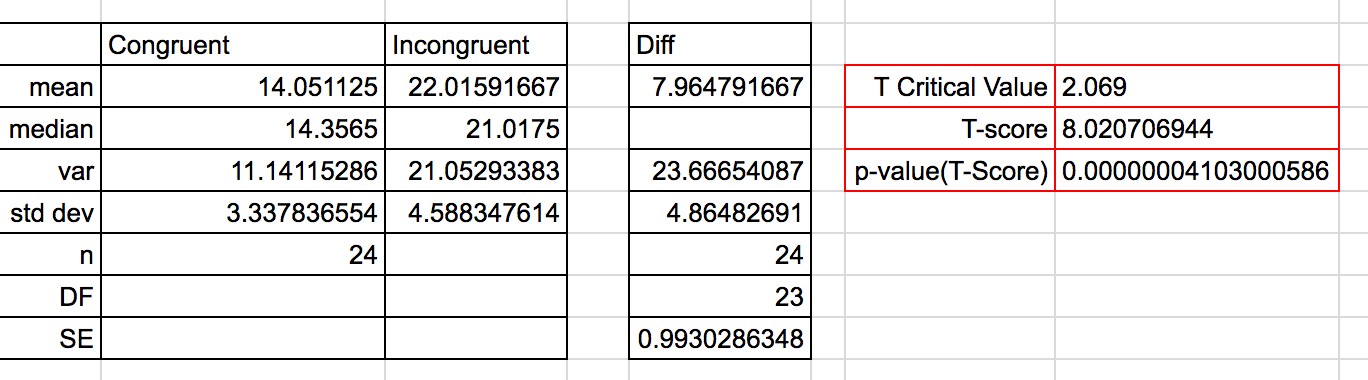 Congruent Incongruent Diff
mean 14.051125 22.01591667 7.964791667 T Critical Value 2.069
median 14.3565 21.0175 T-score 8.020706944
var 11.14115286 21.05293383 23.66654087 p-value(T-Score) 0.00000004103000586
std dev 3.337836554 4.588347614 4.86482691
n 24 24
DF 23
SE 0.9930286348